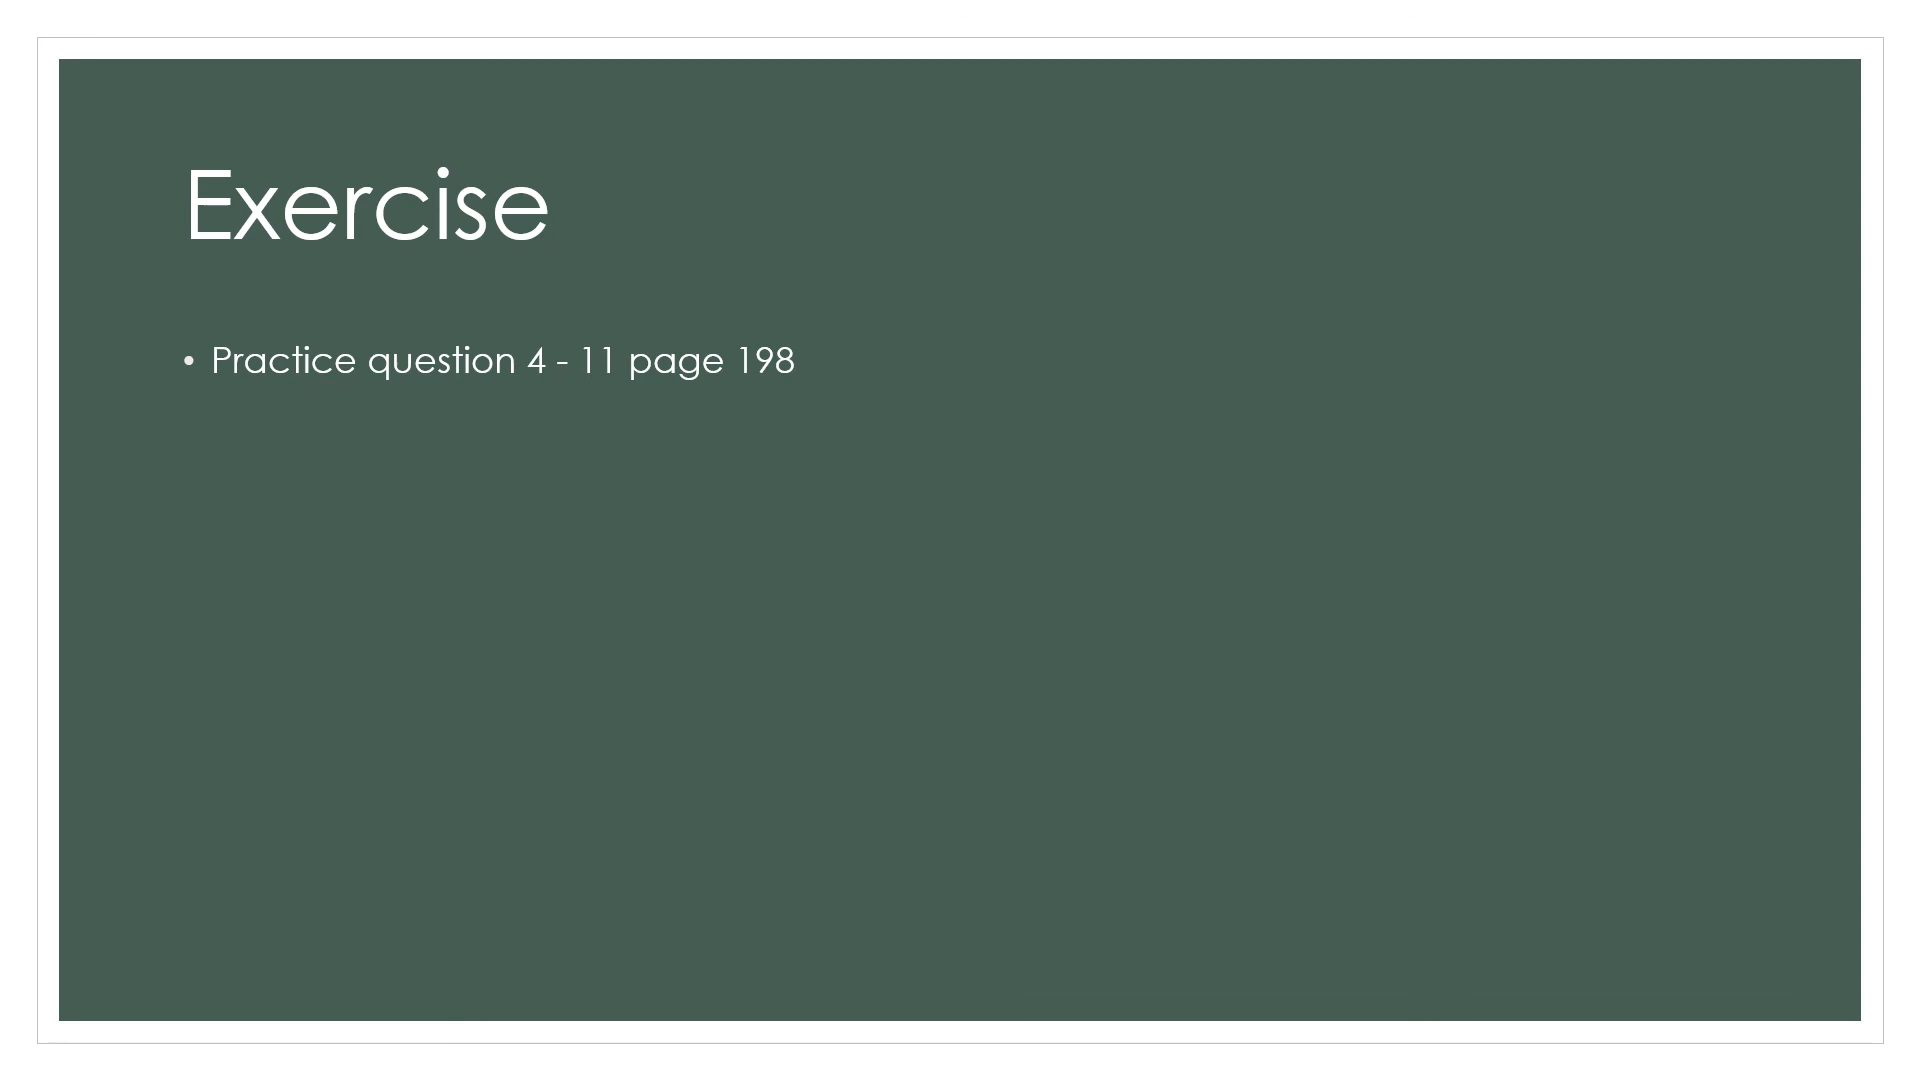 Exercise
• Practice question 4 - 11 page 198